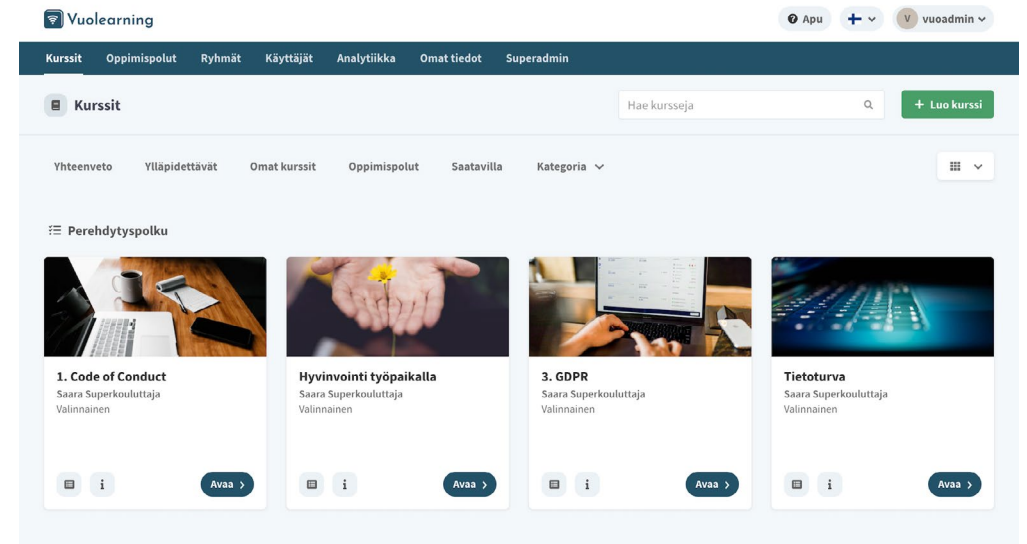 Vuolearning
Apu
V vuoadmin
Kurssit Oppimispolut Ryhmät Käyttäjät Analytiikka Omat tiedot Superadmin
Kurssit
Hae kursseja
+ Luo kurssi
Yhteenveto Ylläpidettävät Omat kurssit Oppimispolut Saatavilla Kategoria
Perehdytyspolku
1. Code of Conduct
Saara Superkouluttaja
Valinnainen
Avaa
Hyvinvointi työpaikalla
Saara Superkouluttaja
Valinnainen
Avaa
3. GDPR
Saara Superkouluttaja
Valinnainen
Avaa
Tietoturva
Saara Superkouluttaja
Valinnainen
Avaa